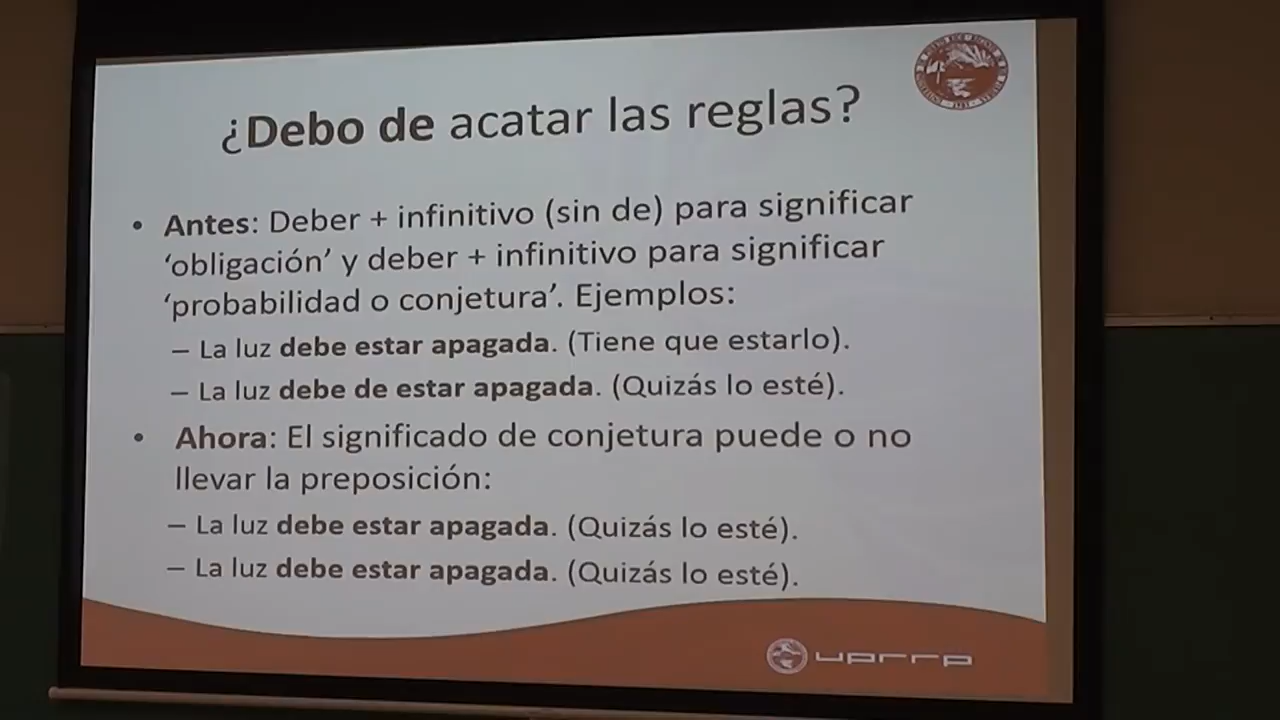 ¿Debo de acatar las reglas?
• Antes: Deber + infinitivo (sin de) para significar
‘obligación’ y deber + infinitivo para significar
‘probabilidad o conjetura’. Ejemplos:
– La luz debe estar apagada. (Tiene que estarlo).
– La luz debe de estar apagada. (Quizás lo esté).
• Ahora: El significado de conjetura puede o no
llevar la preposición:
– La luz debe estar apagada. (Quizás lo esté).
– La luz debe estar apagada. (Quizás lo esté).
uprrp